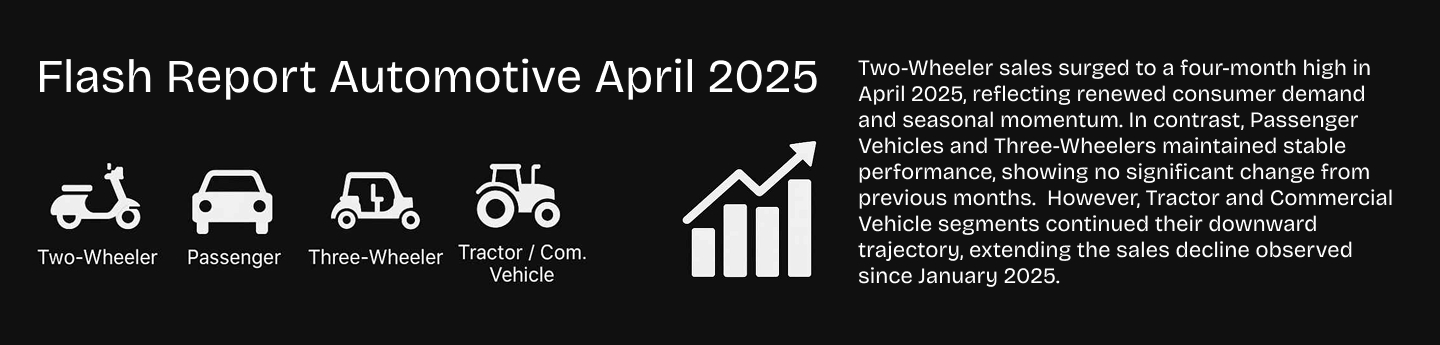 Flash Report Automotive April 2025
Two-Wheeler
Passenger
Three-Wheeler
Tractor / Com.
Vehicle
Two-Wheeler sales surged to a four-month high in
April 2025, reflecting renewed consumer demand
and seasonal momentum. In contrast, Passenger
Vehicles and Three-Wheelers maintained stable
performance, showing no significant change from
previous months.  However, Tractor and Commercial
Vehicle segments continued their downward
trajectory, extending the sales decline observed
since January 2025.